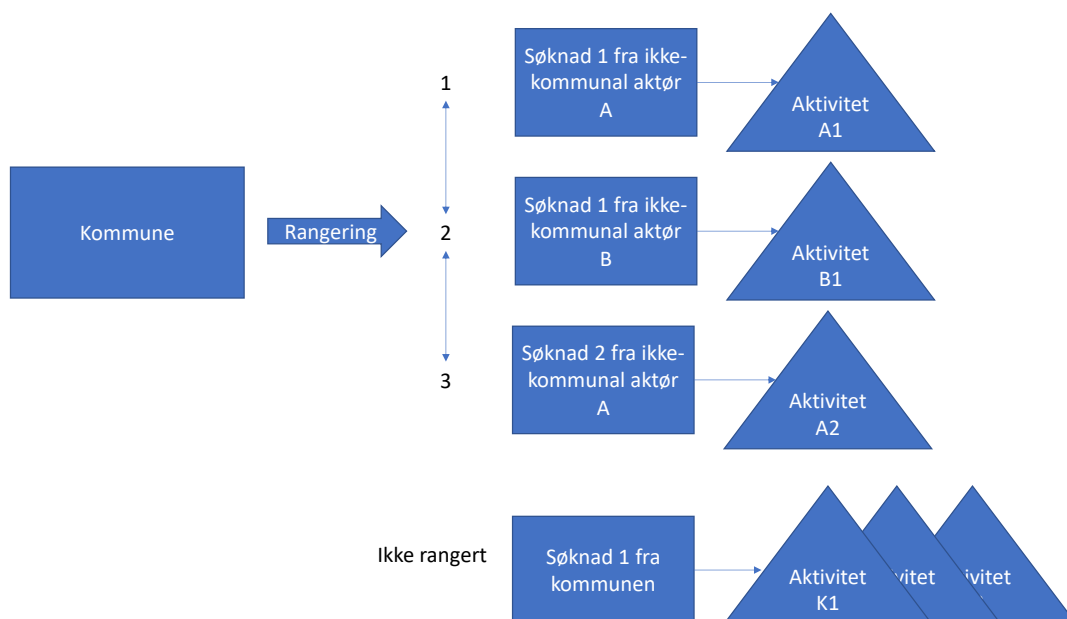 Kommune
Rangering
1
Søknad 1 fra ikke-
kommunal aktør
A
Aktivitet
A1
2
Søknad 1 fra ikke-
kommunal aktør
B
Aktivitet
B1
3
Søknad 2 fra ikke-
kommunal aktør
A
Aktivitet
A2
Ikke rangert
Søknad 1 fra
kommunen
Aktivitet
K1